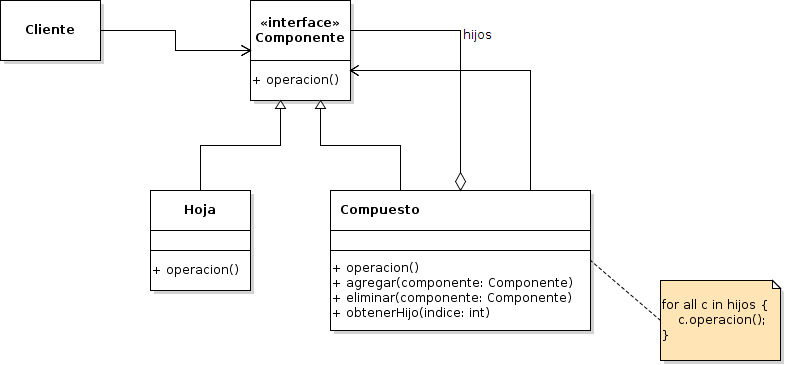 Cliente
«interface»
Componente
+ operacion()
hijos
Hoja
+ operacion()
Compuesto
+ operacion()
+ agregar(componente: Componente)
+ eliminar(componente: Componente)
+ obtenerHijo(indice: int)
for all c in hijos {
c.operacion();
}